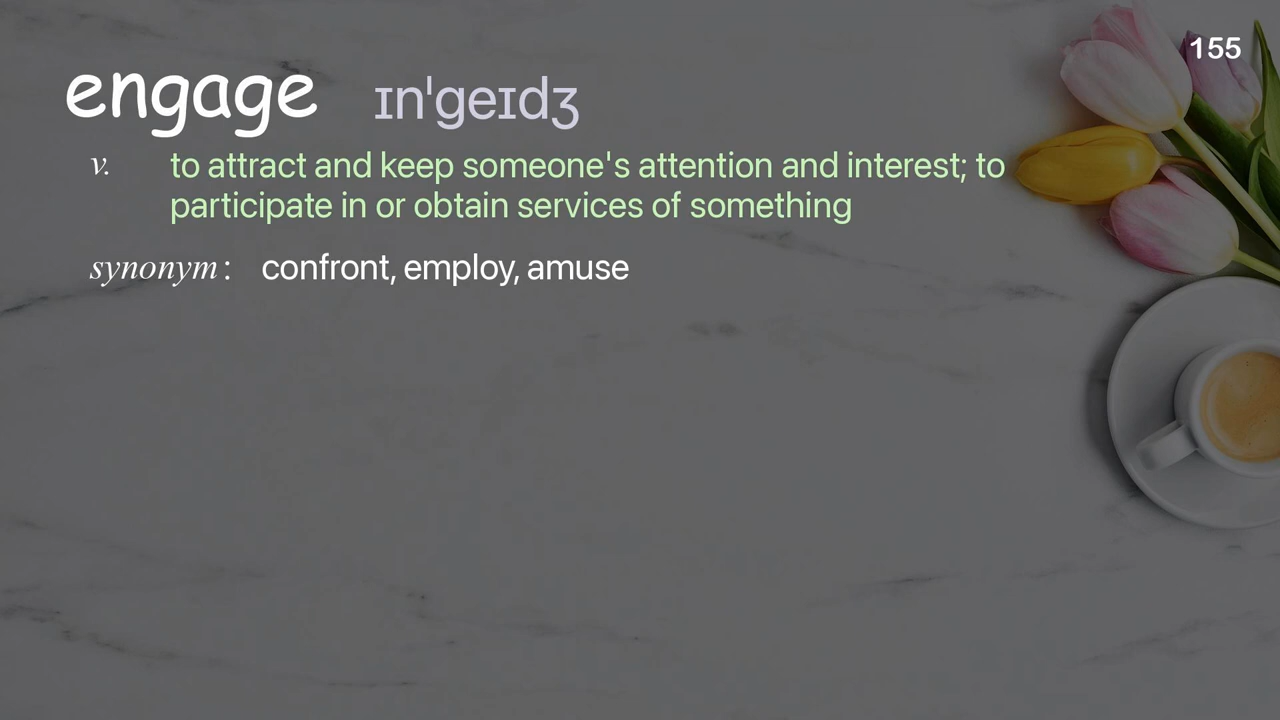 155
engage ɪnˈgeɪdʒ
v. to attract and keep someone's attention and interest; to
participate in or obtain services of something
synonym: confront, employ, amuse